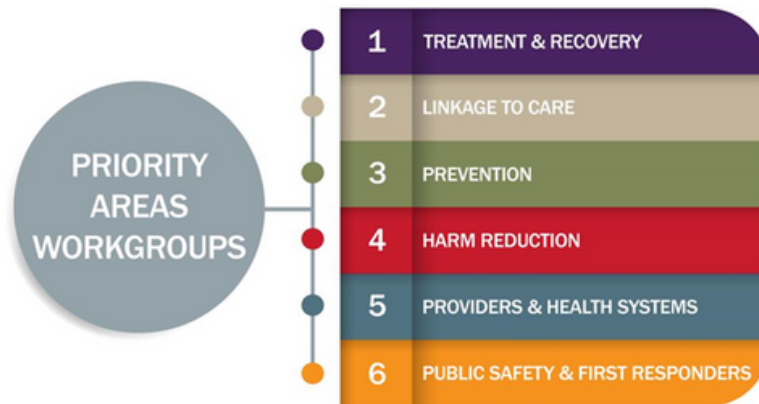 PRIORITY
AREAS
WORKGROUPS
1 TREATMENT & RECOVERY
2 LINKAGE TO CARE
3 PREVENTION
4 HARM REDUCTION
5 PROVIDERS & HEALTH SYSTEMS
6 PUBLIC SAFETY & FIRST RESPONDERS